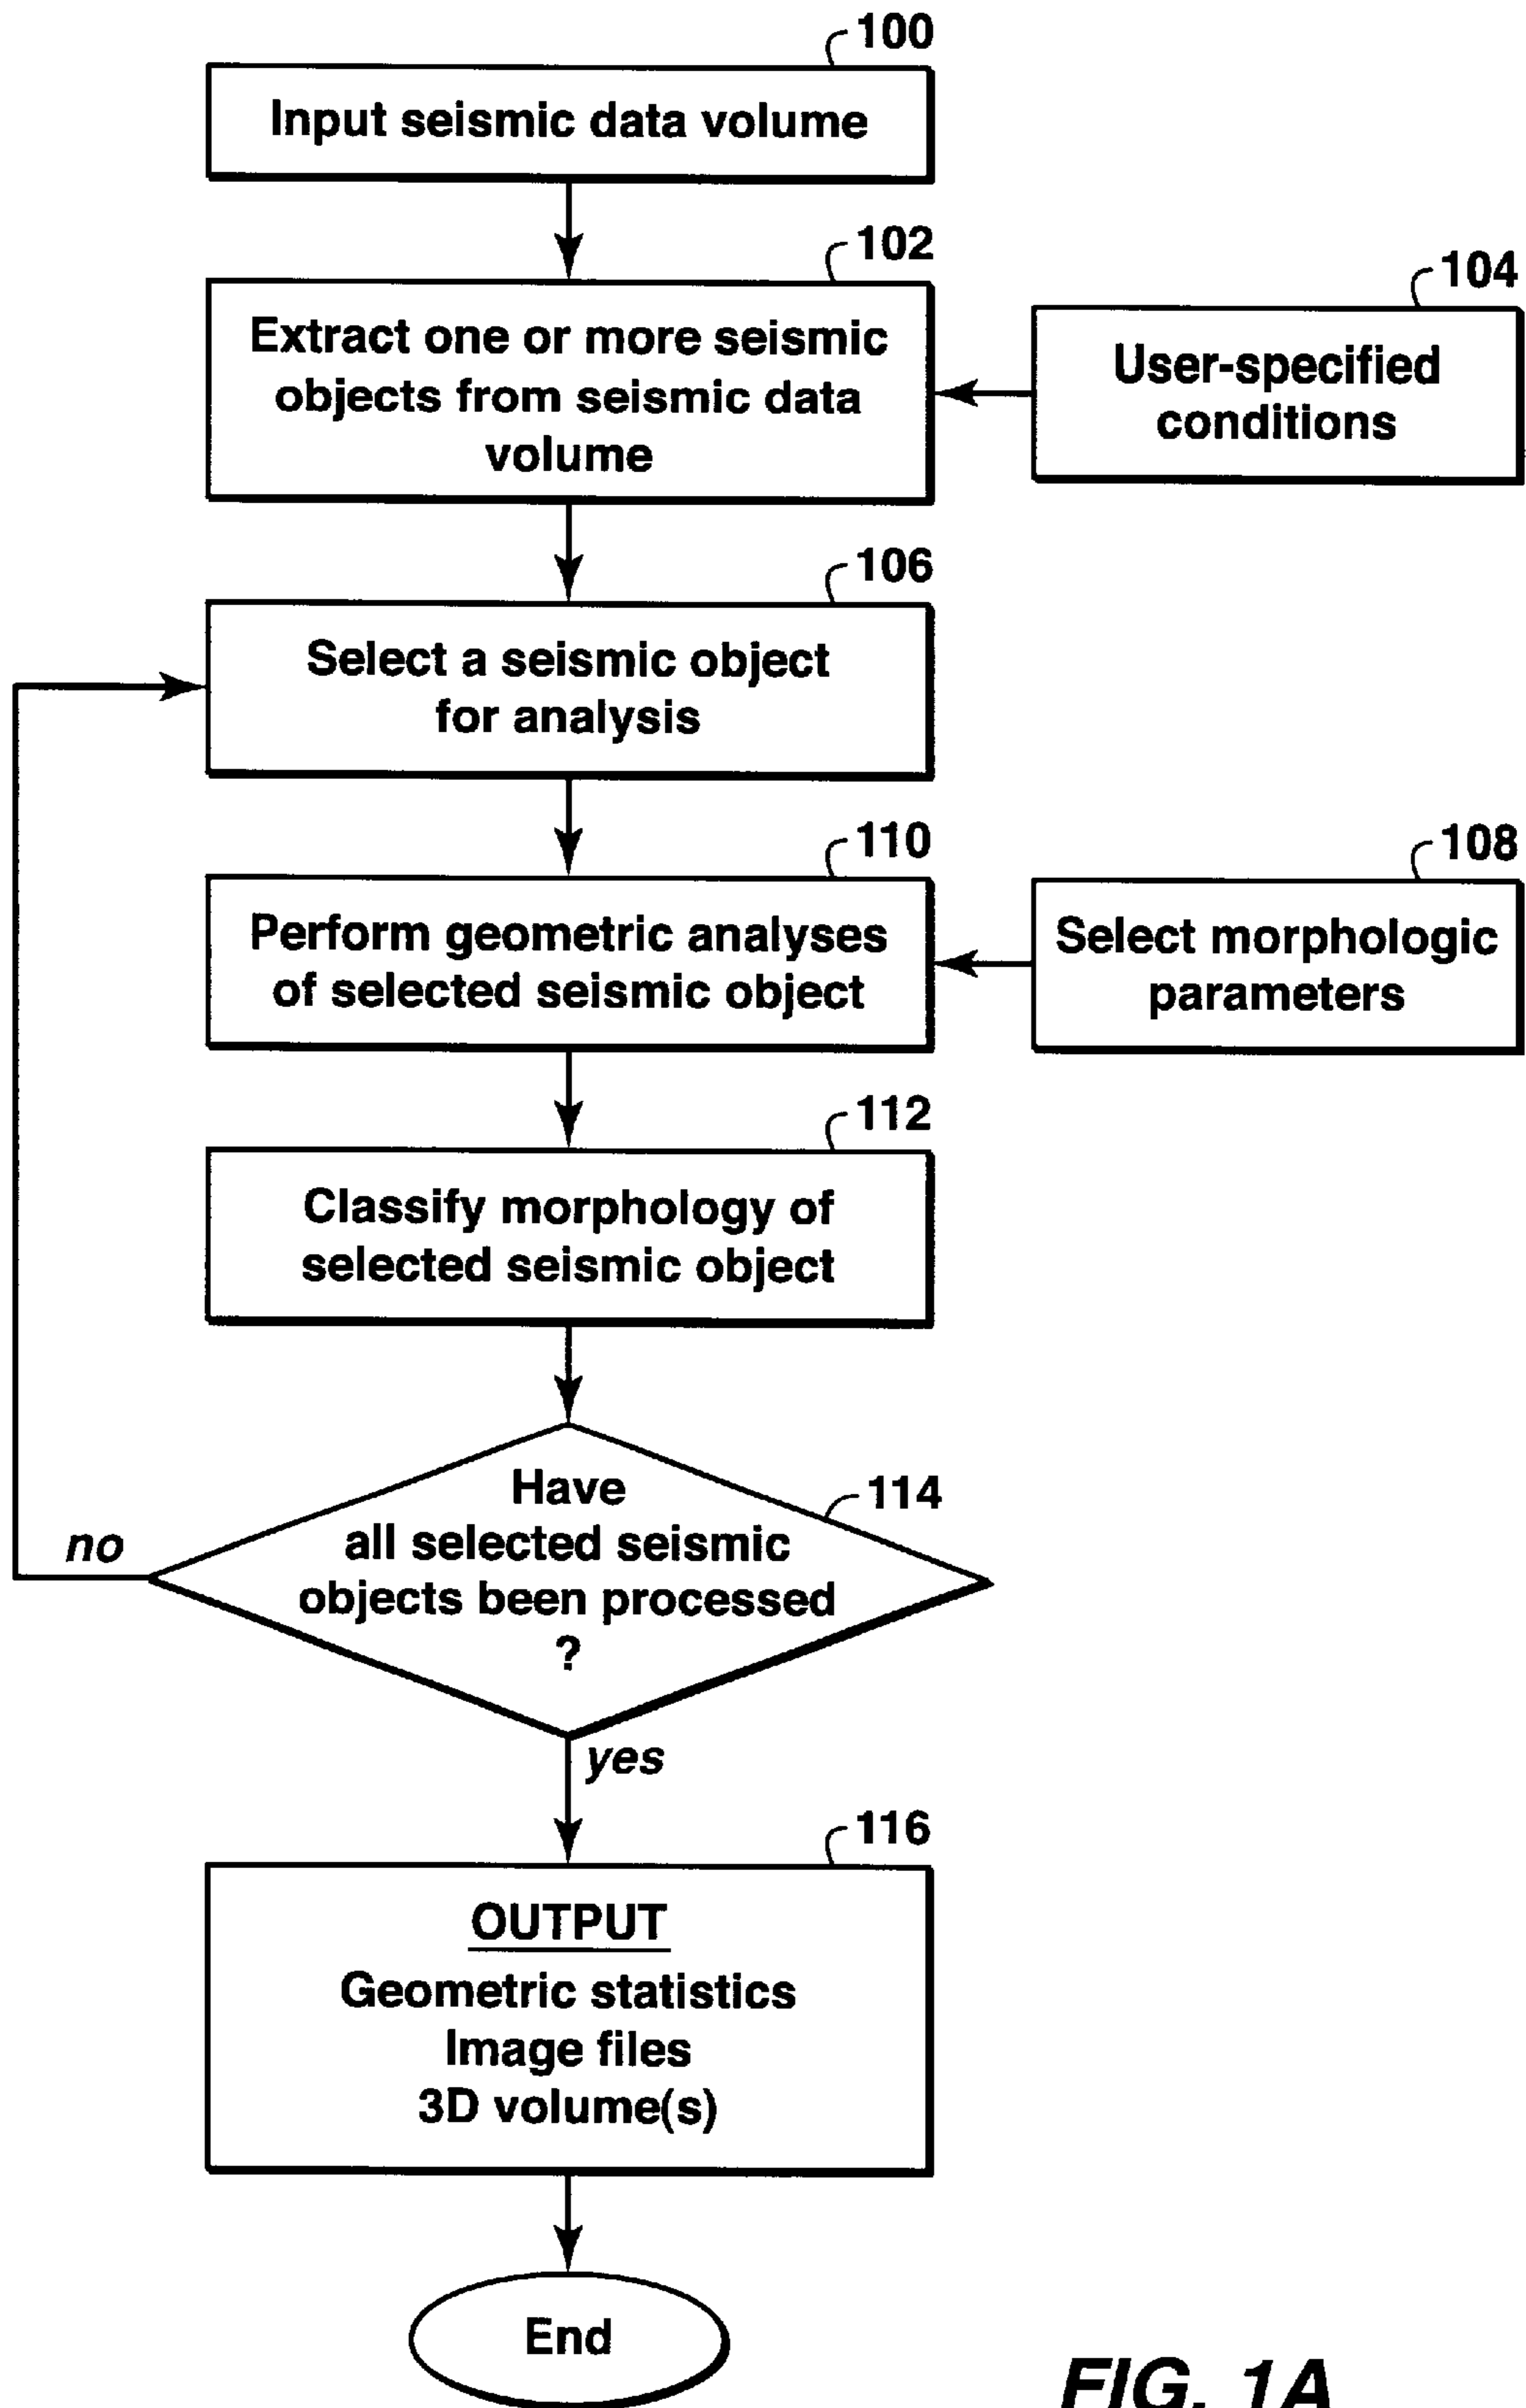 100
Input seismic data volume
102
Extract one or more seismic
objects from seismic data
volume
104
User-specified
conditions
106
Select a seismic object
for analysis
110
Perform geometric analyses
of selected seismic object
108
Select morphologic
parameters
112
Classify morphology of
selected seismic object
114
Have
all selected seismic
objects been processed
?
no
yes
116
OUTPUT
Geometric statistics
Image files
3D volume(s)
End
FIG. 1A